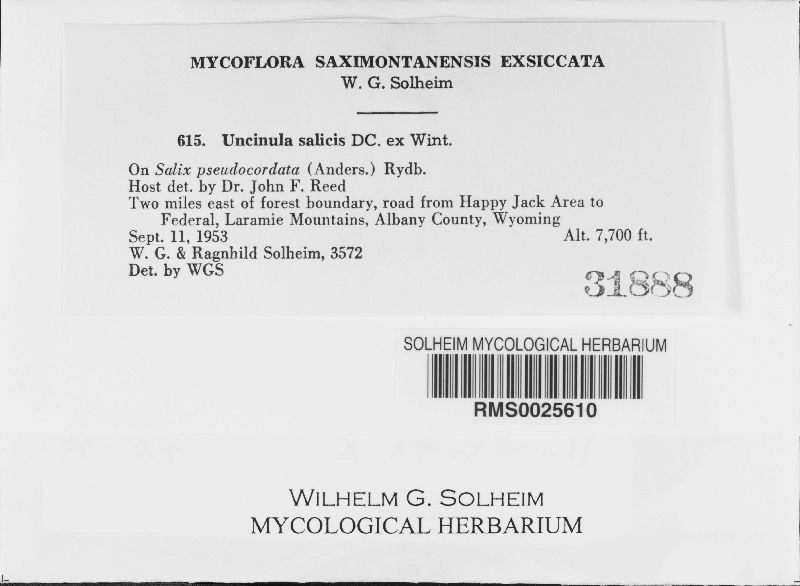 MYCOFLORA SAXIMONTANENSIS EXSICCATA
W. G. Solheim
615. Uncinula salicis DC. ex Wint.
On Salix pseudocordata (Anders.) Rydb.
Host det. by Dr. John F. Reed
Two miles east of forest boundary, road from Happy Jack Area to
Federal, Laramie Mountains, Albany County, Wyoming
Sept. 11, 1953 Alt. 7,700 ft.
W. G. & Ragnhild Solheim, 3572
Det. by WGS
31888
SOLHEIM MYCOLOGICAL HERBARIUM
RMS0025610
WILHELM G. SOLHEIM
MYCOLOGICAL HERBARIUM